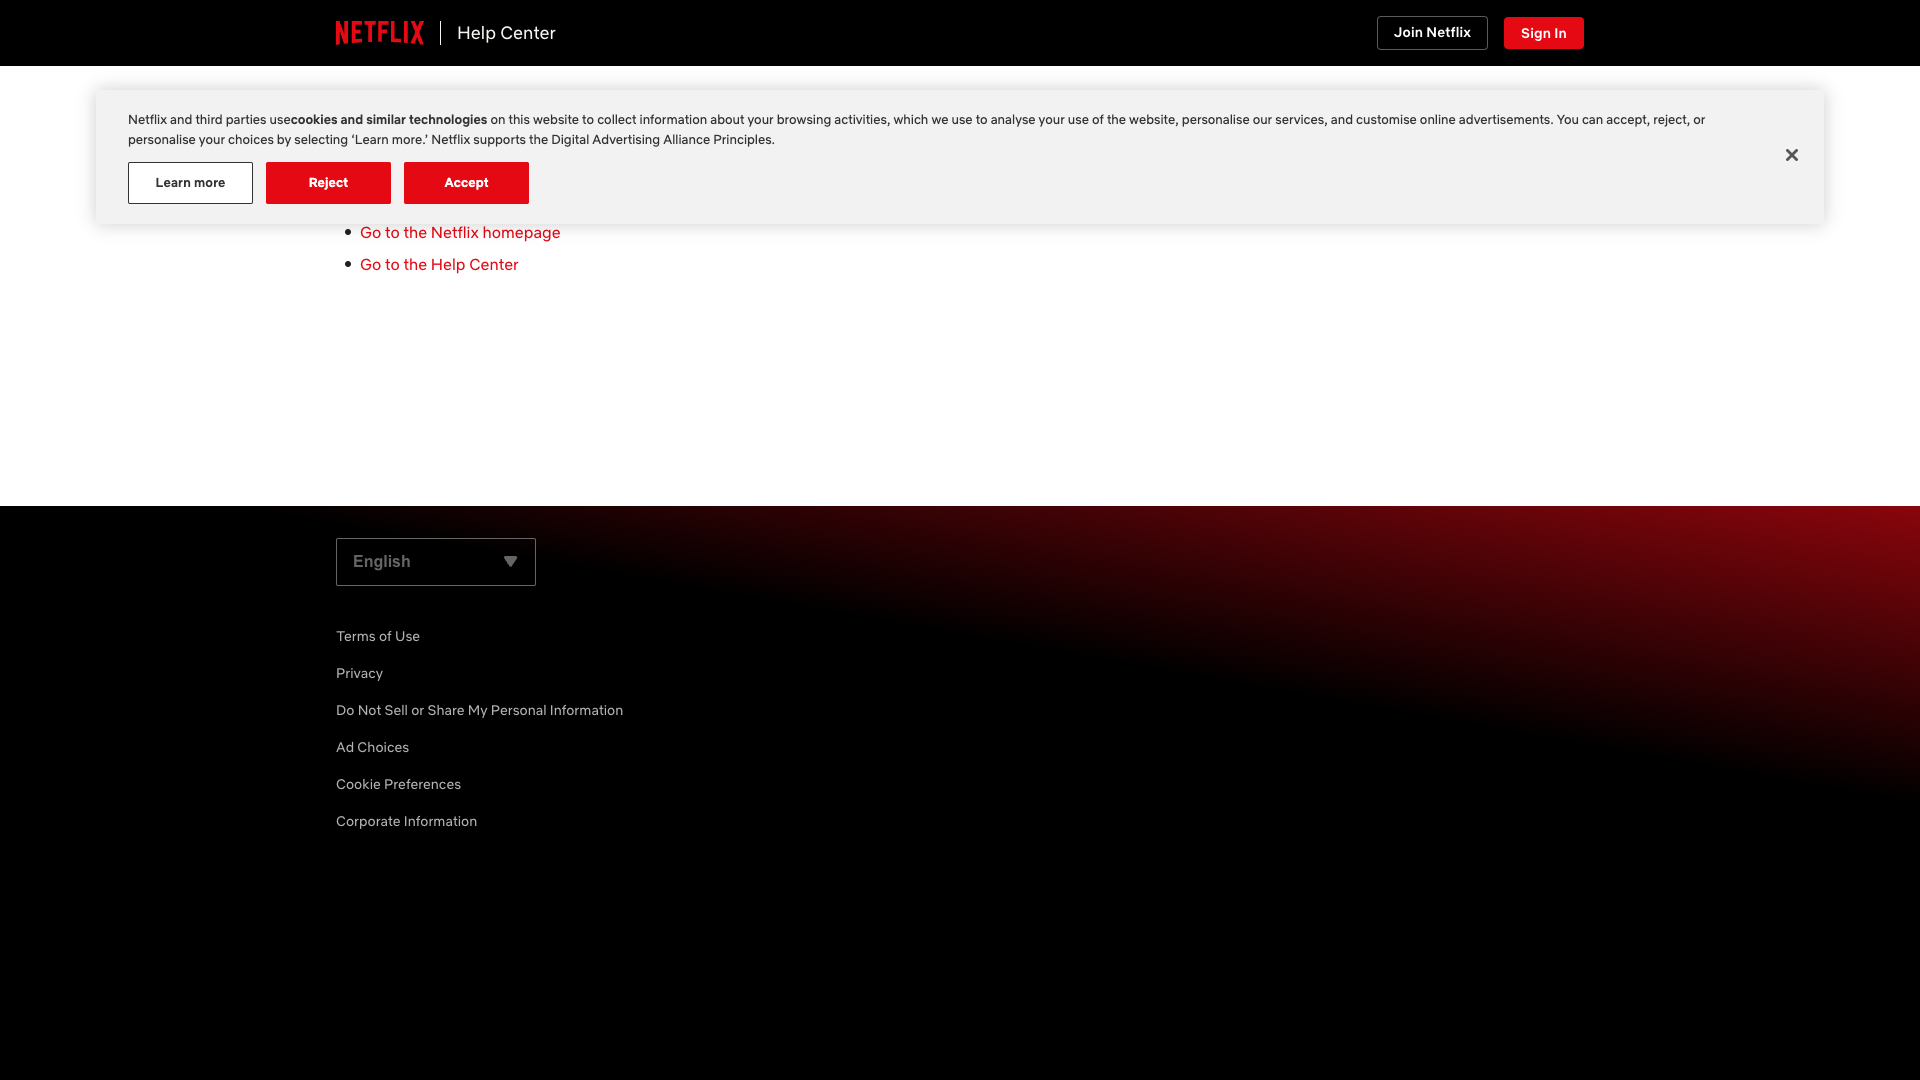 NETFLIX Help Center Join Netflix Sign In
Netflix and third parties usecookies and similar technologies on this website to collect information about your browsing activities, which we use to analyse your use of the website, personalise our services, and customise online advertisements. You can accept, reject, or
personalise your choices by selecting ‘Learn more.’ Netflix supports the Digital Advertising Alliance Principles.
Learn more Reject Accept
Go to the Netflix homepage
Go to the Help Center
English
Terms of Use
Privacy
Do Not Sell or Share My Personal Information
Ad Choices
Cookie Preferences
Corporate Information